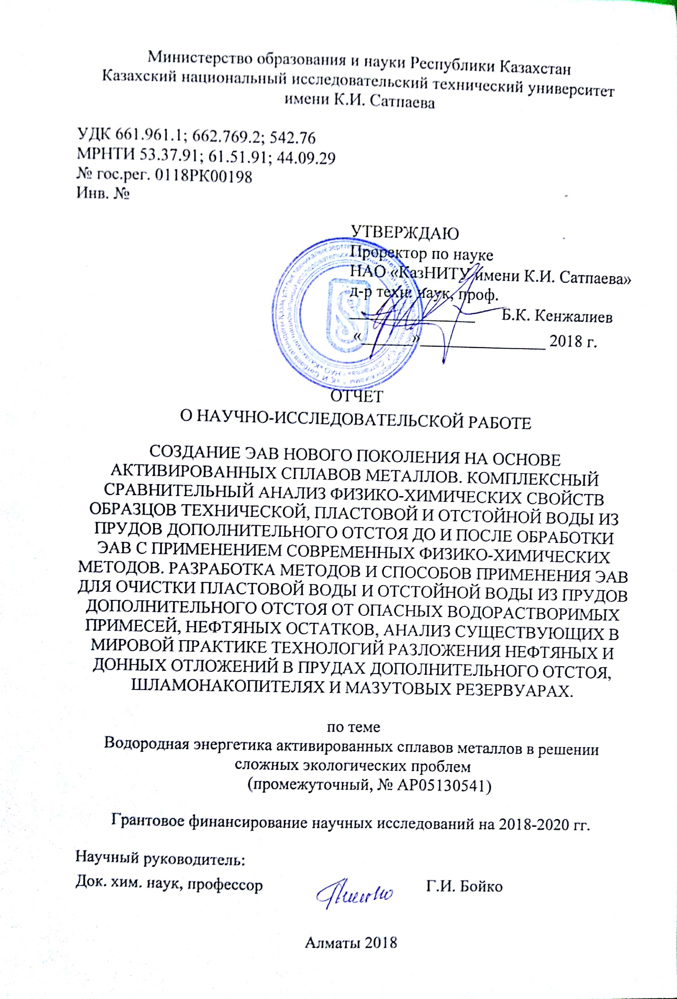 Министерство образования и науки Республики Казахстан
Казахский национальный исследовательский технический университет
имени К.И. Сатпаева
УДК 661.961.1; 662.769.2; 542.76
МРНТИ 53.37.91; 61.51.91; 44.09.29
№ гос.рег. 0118РК00198
Инв. №
УТВЕРЖДАЮ
Проректор по науке
НАО «КазНИТУ имени К.И. Сатпаева»
д-р техн. наук, проф.
Б.К. Кенжалиев
«______»_______________ 2018 г.
ОТЧЕТ
О НАУЧНО-ИССЛЕДОВАТЕЛЬСКОЙ РАБОТЕ
СОЗДАНИЕ ЭАВ НОВОГО ПОКОЛЕНИЯ НА ОСНОВЕ
АКТИВИРОВАННЫХ СПЛАВОВ МЕТАЛЛОВ. КОМПЛЕКСНЫЙ
СРАВНИТЕЛЬНЫЙ АНАЛИЗ ФИЗИКО-ХИМИЧЕСКИХ СВОЙСТВ
ОБРАЗЦОВ ТЕХНИЧЕСКОЙ, ПЛАСТОВОЙ И ОТСТОЙНОЙ ВОДЫ ИЗ
ПРУДОВ ДОПОЛНИТЕЛЬНОГО ОТСТОЯ ДО И ПОСЛЕ ОБРАБОТКИ
ЭАВ С ПРИМЕНЕНИЕМ СОВРЕМЕННЫХ ФИЗИКО-ХИМИЧЕСКИХ
МЕТОДОВ. РАЗРАБОТКА МЕТОДОВ И СПОСОБОВ ПРИМЕНЕНИЯ ЭАВ
ДЛЯ ОЧИСТКИ ПЛАСТОВОЙ ВОДЫ И ОТСТОЙНОЙ ВОДЫ ИЗ ПРУДОВ
ДОПОЛНИТЕЛЬНОГО ОТСТОЯ ОТ ОПАСНЫХ ВОДОРАСТВОРИМЫХ
ПРИМЕСЕЙ, НЕФТЯНЫХ ОСТАТКОВ, АНАЛИЗ СУЩЕСТВУЮЩИХ В
МИРОВОЙ ПРАКТИКЕ ТЕХНОЛОГИЙ РАЗЛОЖЕНИЯ НЕФТЯНЫХ И
ДОННЫХ ОТЛОЖЕНИЙ В ПРУДАХ ДОПОЛНИТЕЛЬНОГО ОТСТОЯ,
ШЛАМОНАКОПИТЕЛЯХ И МАЗУТОВЫХ РЕЗЕРВУАРАХ.
по теме
Водородная энергетика активированных сплавов металлов в решении
сложных экологических проблем
(промежуточный, № АР05130541)
Грантовое финансирование научных исследований на 2018-2020 гг.
Научный руководитель:
Док. хим. наук, профессор
Г.И. Бойко
Алматы 2018